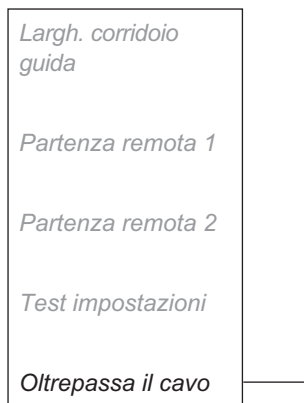 Largh. corridoio
guida
Partenza remota 1
Partenza remota 2
Test impostazioni
Oltrepassa il cavo